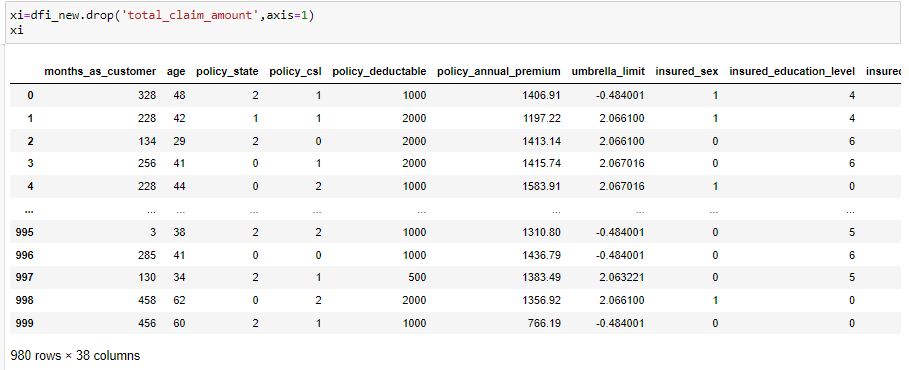 xi=dfi_new.drop('total_claim_amount',axis=1)
xi
months_as_customer age policy_state policy_csl policy_deductable policy_annual_premium umbrella_limit insured_sex insured_education_level insured
0 328 48 2 1 1000 1406.91 -0.484001 1 4
1 228 42 1 1 2000 1197.22 2.066100 1 4
2 134 29 2 0 2000 1413.14 2.066100 0 6
3 256 41 0 1 2000 1415.74 2.067016 0 6
4 228 44 0 2 1000 1583.91 2.067016 1 0
... ... ... ... ... ... ... ... ... ...
995 3 38 2 2 1000 1310.80 -0.484001 0 5
996 285 41 0 0 1000 1436.79 -0.484001 0 6
997 130 34 2 1 500 1383.49 2.063221 0 5
998 458 62 0 2 2000 1356.92 2.066100 1 0
999 456 60 2 1 1000 766.19 -0.484001 0 0
980 rows × 38 columns